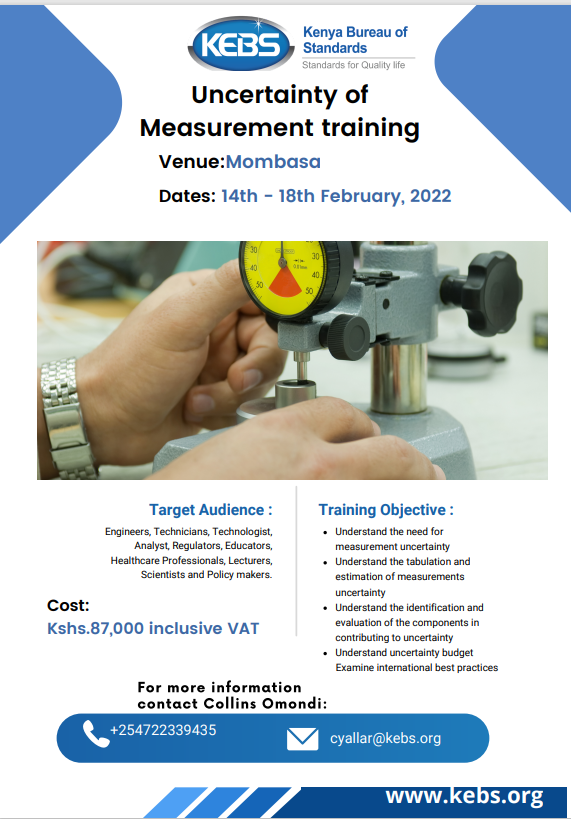 KEBS
Kenya Bureau of
Standards
Standards for Quality life
Uncertainty of
Measurement training
Venue:Mombasa
Dates: 14th - 18th February, 2022
30
30
40
40
50
50
Target Audience :
Engineers, Technicians, Technologist,
Analyst, Regulators, Educators,
Healthcare Professionals, Lecturers,
Scientists and Policy makers.
Cost:
Kshs.87,000 inclusive VAT
Training Objective :
• Understand the need for
measurement uncertainty
• Understand the tabulation and
estimation of measurements
uncertainty
• Understand the identification and
evaluation of the components in
contributing to uncertainty
• Understand uncertainty budget
Examine international best practices
For more information
contact Collins Omondi:
+254722339435
cyallar@kebs.org
www.kebs.org